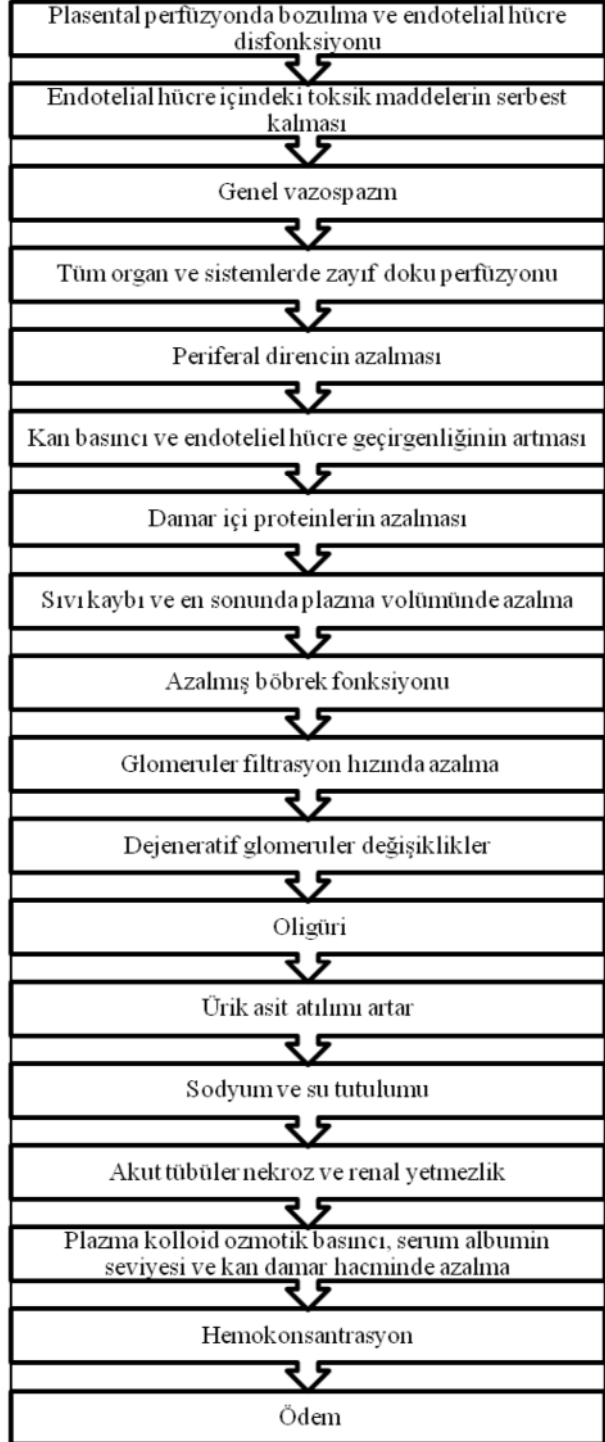 Plasental perfüzyonda bozulma ve endotelial hücre
disfonksiyonu
Endotelial hücre içindeki toksik maddelerin serbest
kalması
Genel vazospazm
Tüm organ ve sistemlerde zayıf doku perfüzyonu
Periferal direncin azalması
Kan basıncı ve endoteliel hücre geçirgenliğinin artması
Damar içi proteinlerin azalması
Sıvı kaybı ve en sonunda plazma volümünde azalma
Azalmış böbrek fonksiyonu
Glomeruler filtrasyon hızında azalma
Dejeneratif glomeruler değişiklikler
Oligüri
Ürik asit atılımı artar
Sodyum ve su tutulumu
Akut tübüler nekroz ve renal yetmezlik
Plazma kolloid ozmotik basıncı, serum albumin
seviyesi ve kan damar hacminde azalma
Hemokonsantrasyon
Ödem